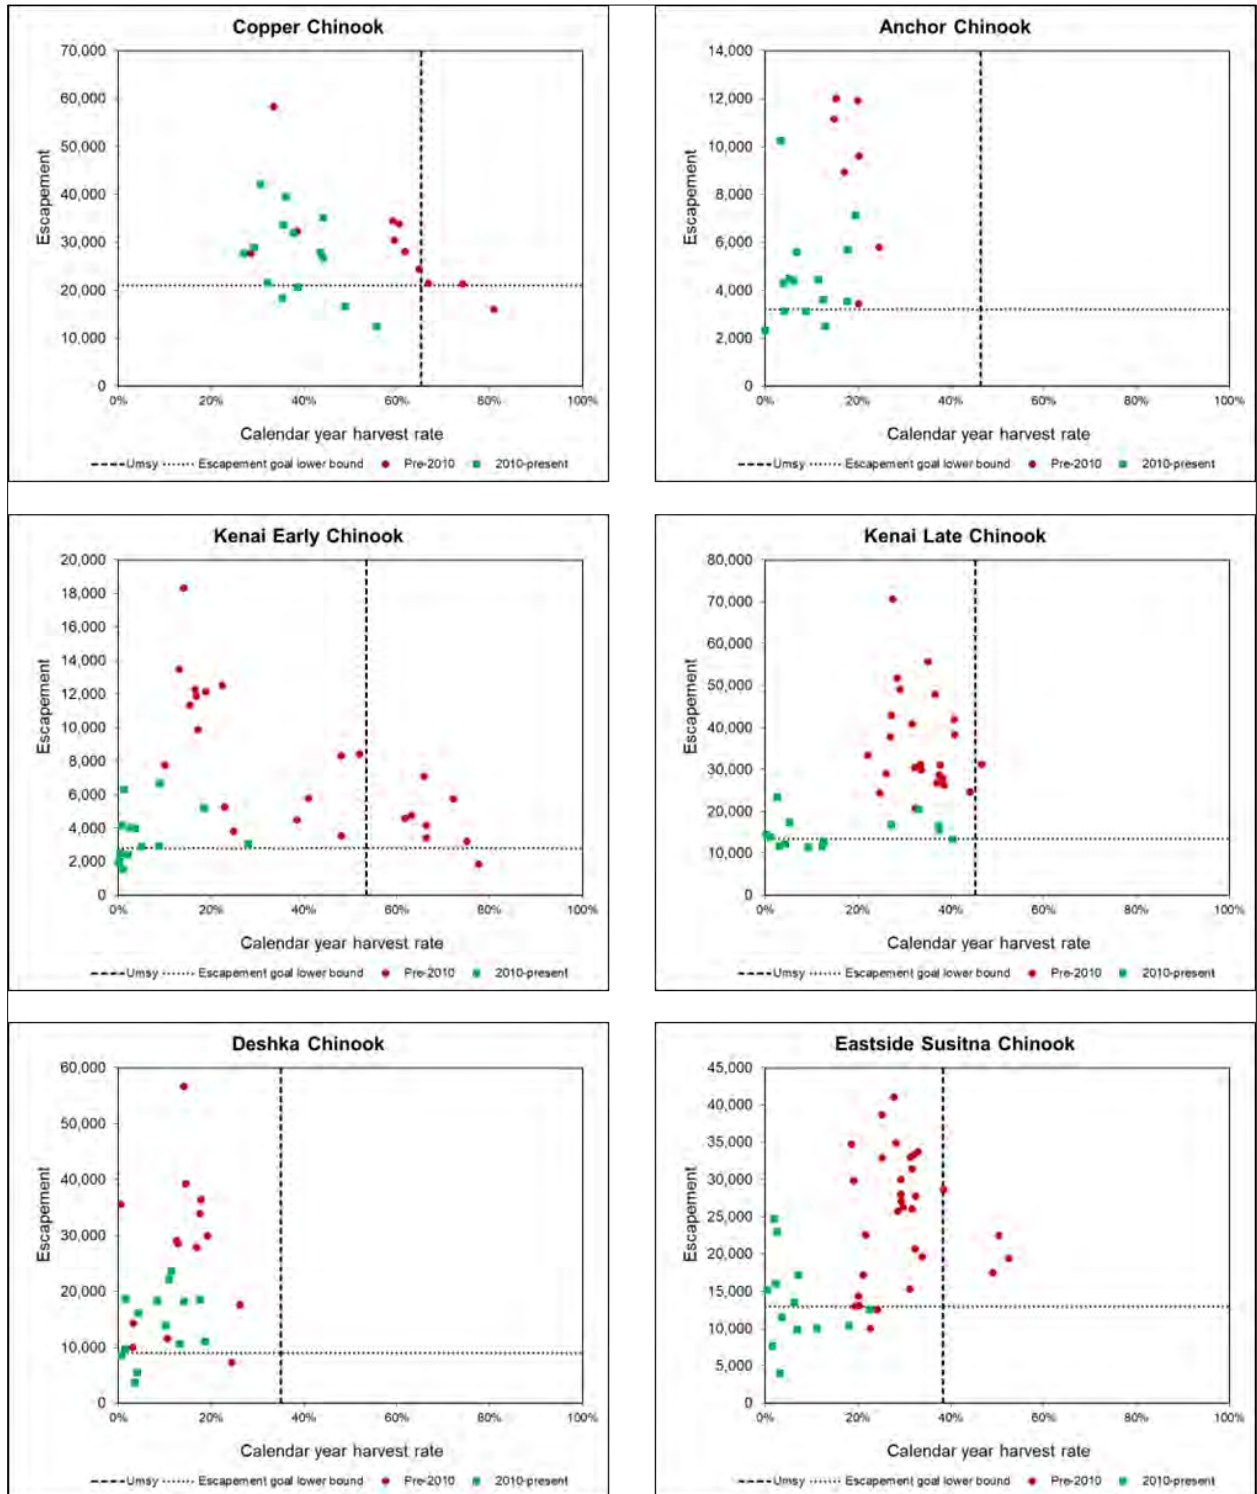 Copper Chinook
70,000
60,000
50,000
40,000
30,000
20,000
10,000
0
Escapement
0% 20% 40% 60% 80% 100%
Calendar year harvest rate
Umsy Escapement goal lower bound Pre-2010 2010-present
Anchor Chinook
14,000
12,000
10,000
8,000
6,000
4,000
2,000
0
Escapement
0% 20% 40% 60% 80% 100%
Calendar year harvest rate
Umsy Escapement goal lower bound Pre-2010 2010-present
Kenai Early Chinook
20,000
18,000
16,000
14,000
12,000
10,000
8,000
6,000
4,000
2,000
0
Escapement
0% 20% 40% 60% 80% 100%
Calendar year harvest rate
Umsy Escapement goal lower bound Pre-2010 2010-present
Kenai Late Chinook
80,000
70,000
60,000
50,000
40,000
30,000
20,000
10,000
0
Escapement
0% 20% 40% 60% 80% 100%
Calendar year harvest rate
Umsy Escapement goal lower bound Pre-2010 2010-present
Deshka Chinook
60,000
50,000
40,000
30,000
20,000
10,000
0
Escapement
0% 20% 40% 60% 80% 100%
Calendar year harvest rate
Umsy Escapement goal lower bound Pre-2010 2010-present
Eastside Susitna Chinook
45,000
40,000
35,000
30,000
25,000
20,000
15,000
10,000
5,000
0
Escapement
0% 20% 40% 60% 80% 100%
Calendar year harvest rate
Umsy Escapement goal lower bound Pre-2010 2010-present